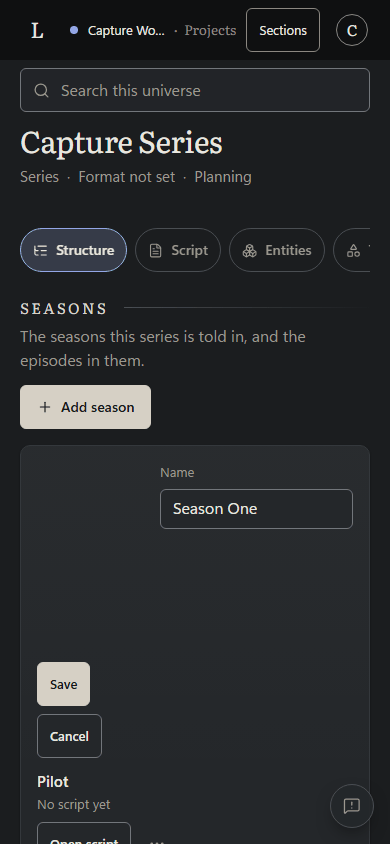 L
Capture Wo... · Projects
Sections
C
Search this universe
Capture Series
Series · Format not set · Planning
Structure
Script
Entities
SEASONS
The seasons this series is told in, and the
episodes in them.
+ Add season
Name
Season One
Save
Cancel
Pilot
No script yet
Open script
...